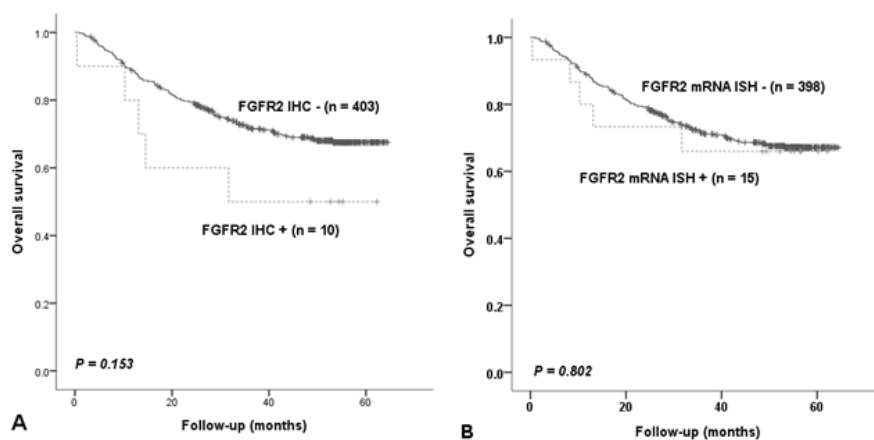 1.0
0.8
0.6
0.4
0.2
0.0
Overall survival
FGFR2 IHC - (n = 403)
FGFR2 IHC + (n = 10)
P = 0.153
0
20
40
60
Follow-up (months)
A
1.0
0.8
0.6
0.4
0.2
0.0
Overall survival
FGFR2 mRNA ISH - (n = 398)
FGFR2 mRNA ISH + (n = 15)
P = 0.802
0
20
40
60
Follow-up (months)
B